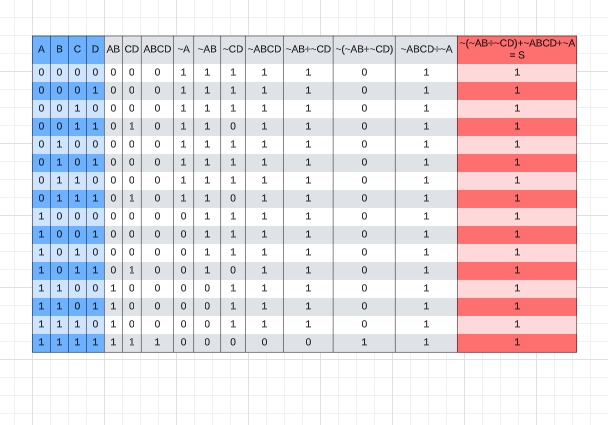 A B C D AB CD ABCD ~A ~AB ~CD ~ABCD ~AB+~CD ~(~AB+~CD) ~ABCD+~A ~(~AB+~CD)+~ABCD+~A
= S
0 0 0 0 0 0 0 1 1 1 1 1 0 1 1
0 0 0 1 0 0 0 1 1 1 1 1 0 1 1
0 0 1 0 0 0 0 1 1 1 1 1 0 1 1
0 0 1 1 0 1 0 1 1 0 1 1 0 1 1
0 1 0 0 0 0 0 1 1 1 1 1 0 1 1
0 1 0 1 0 0 0 1 1 1 1 1 0 1 1
0 1 1 0 0 0 0 1 1 1 1 1 0 1 1
0 1 1 1 0 1 0 1 1 0 1 1 0 1 1
1 0 0 0 0 0 0 0 1 1 1 1 0 1 1
1 0 0 1 0 0 0 0 1 1 1 1 0 1 1
1 0 1 0 0 0 0 0 1 1 1 1 0 1 1
1 0 1 1 0 1 0 0 1 0 1 1 0 1 1
1 1 0 0 1 0 0 0 0 1 1 1 0 1 1
1 1 0 1 1 0 0 0 0 1 1 1 0 1 1
1 1 1 0 1 0 0 0 0 1 1 1 0 1 1
1 1 1 1 1 1 1 0 0 0 0 0 1 1 1